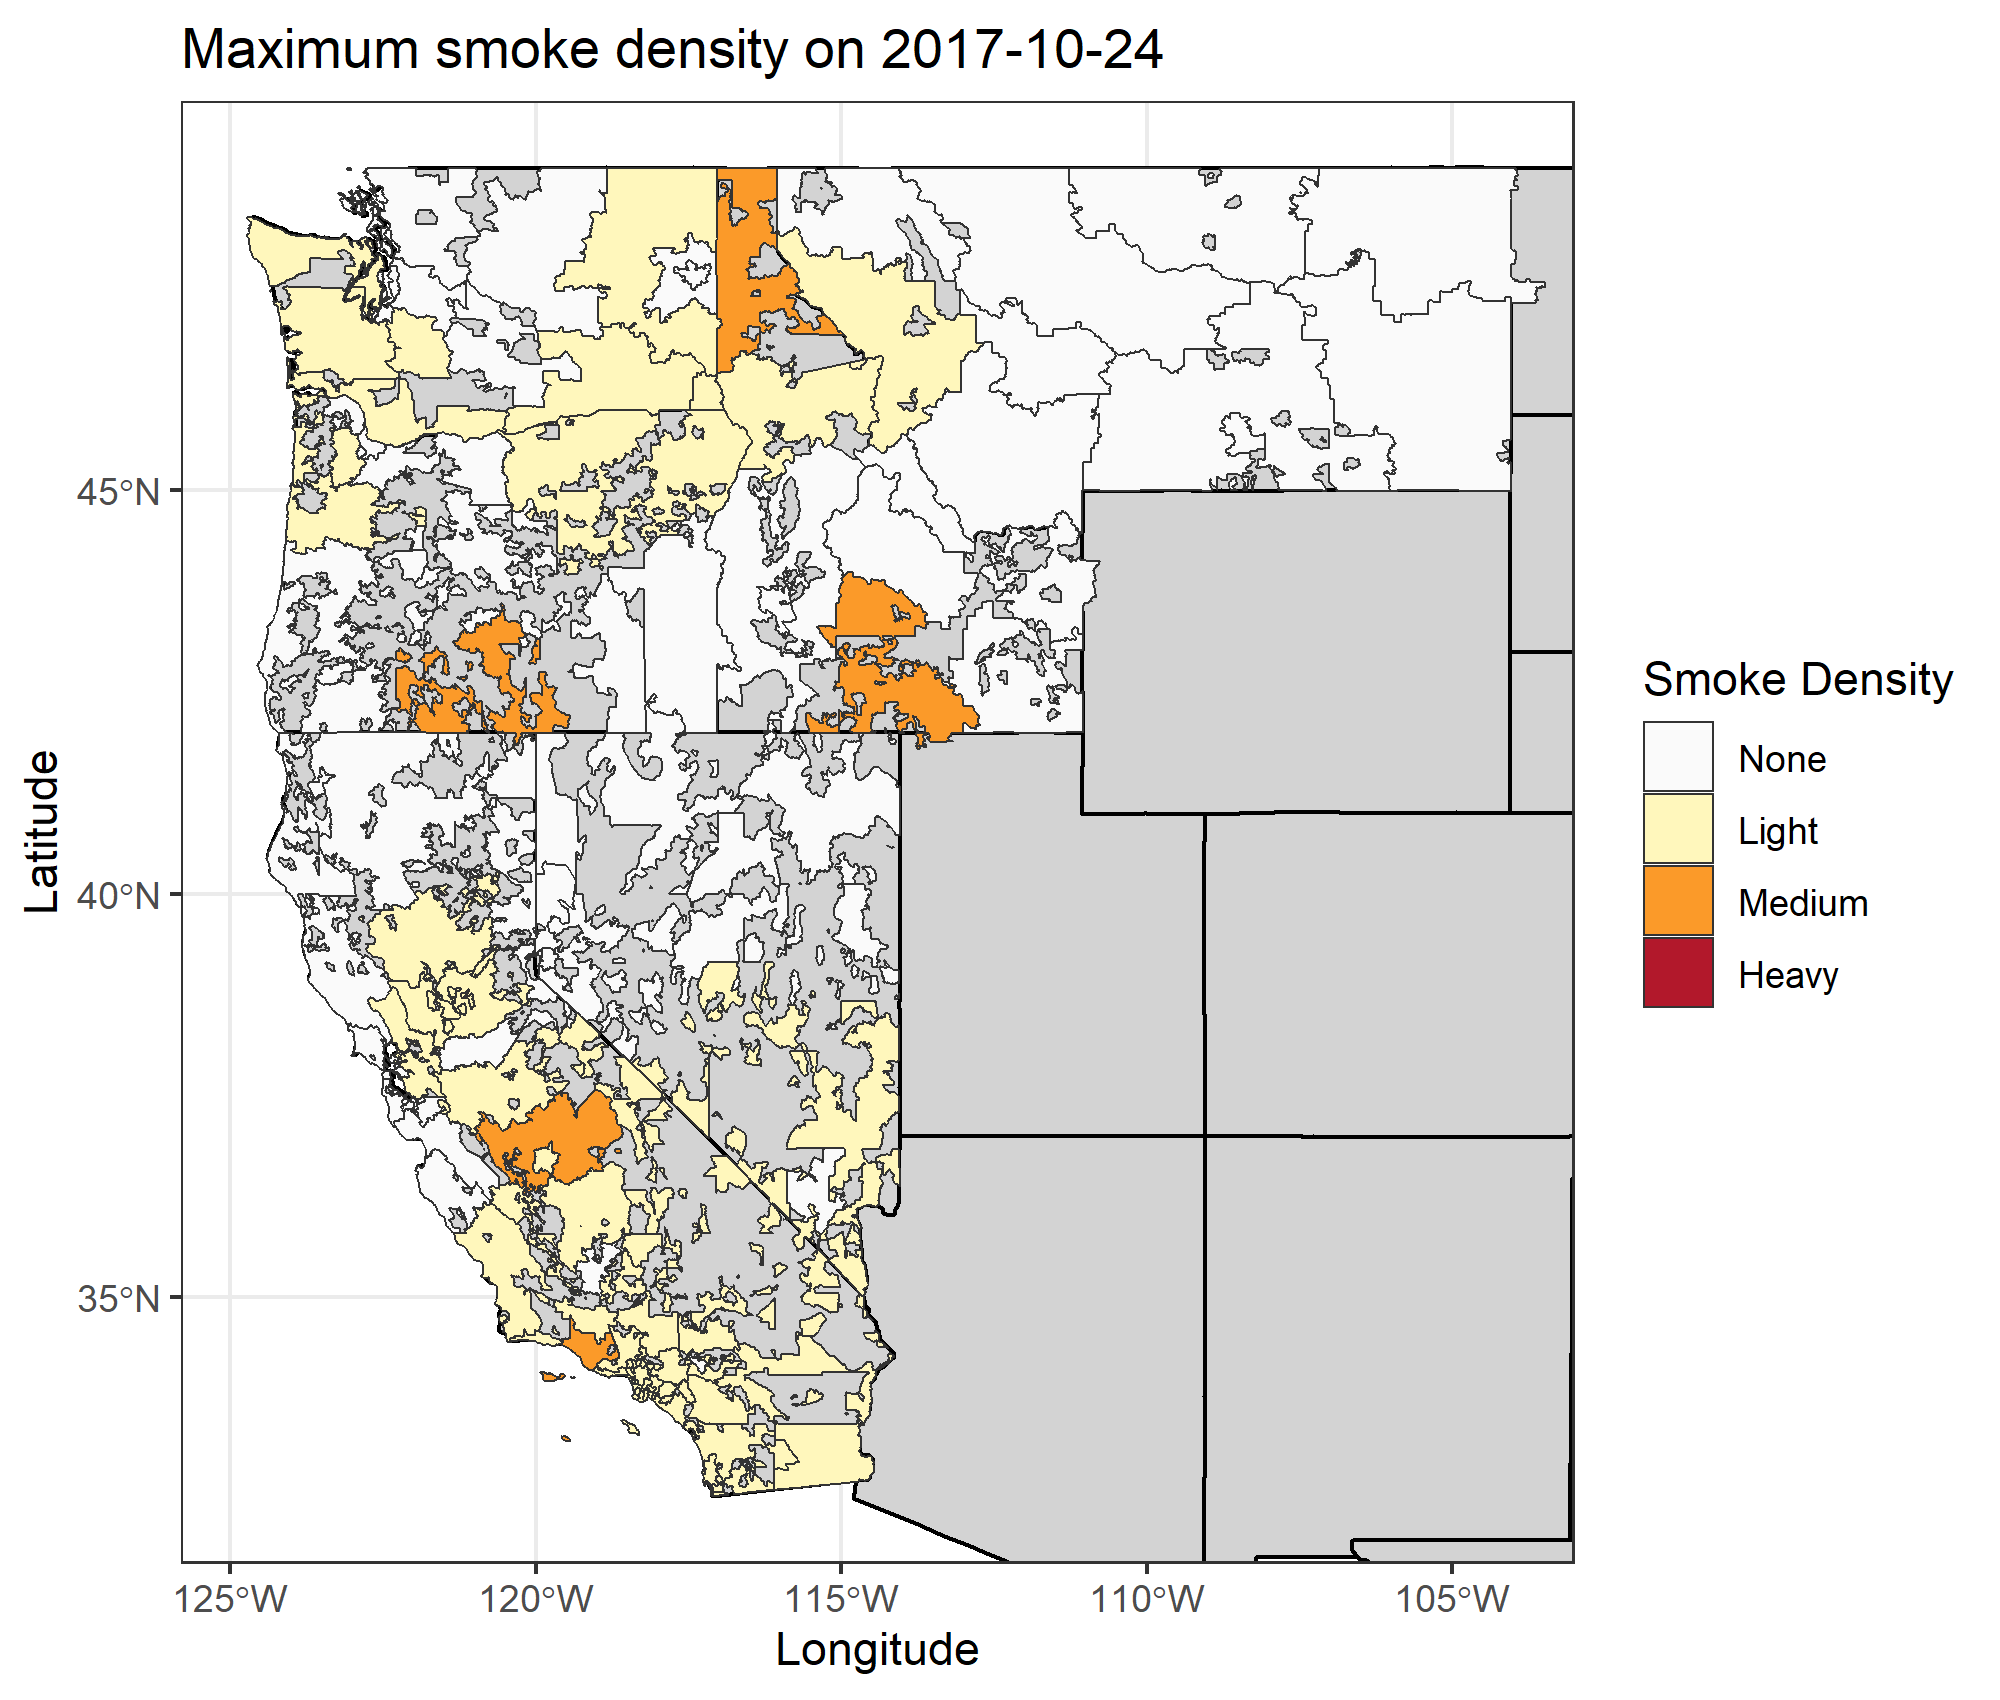 Maximum smoke density on 2017-10-24
45°N
40°N
35°N
Latitude
125°W
120°W
115°W
110°W
105°W
Longitude
Smoke Density
None
Light
Medium
Heavy